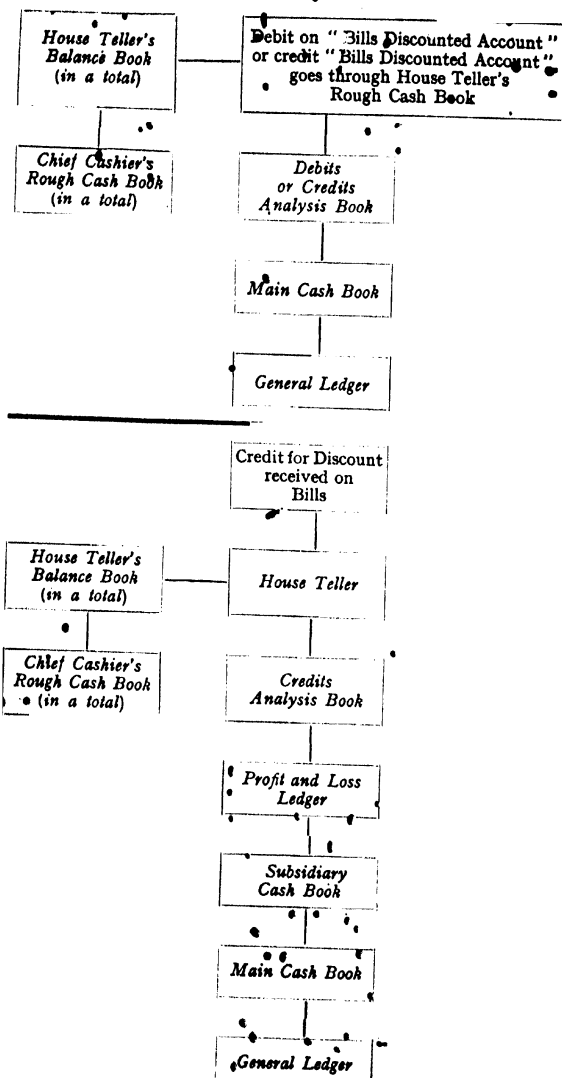 House Teller's
Balance Book
(in a total)
Debit on " Bills Discounted Account "
or credit " Bills Discounted Account "
goes through House Teller's
Rough Cash Book
Chief Cashier's
Rough Cash Book
(in a total)
Debits
or Credits
Analysis Book
Main Cash Book
General Ledger
Credit for Discount
received on
Bills
House Teller's
Balance Book
(in a total)
House Teller
Chief Cashier's
Rough Cash Book
(in a total)
Credits
Analysis Book
Profit and Loss
Ledger
Subsidiary
Cash Book
Main Cash Book
General Ledger